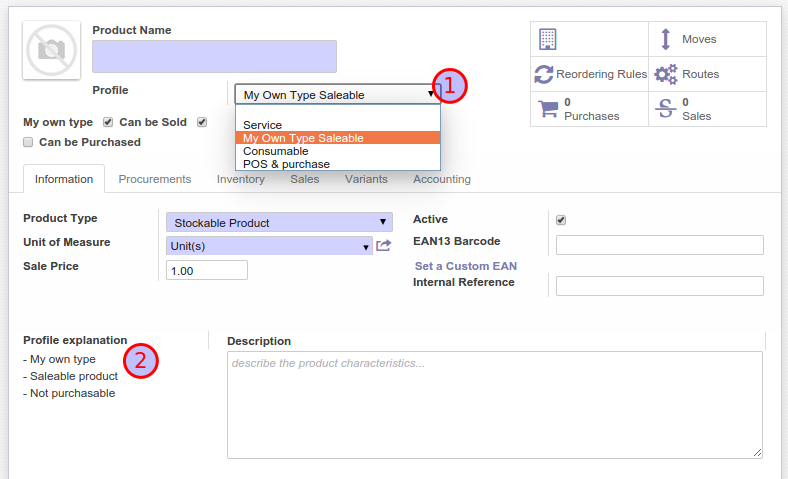 Product Name
Moves
Profile
My Own Type Saleable
1
Reordering Rules
Routes
0
Purchases
0
Sales
My own type
Can be Sold
Can be Purchased
Service
My Own Type Saleable
Consumable
POS & purchase
Information
Procurements
Inventory
Sales
Variants
Accounting
Product Type
Stockable Product
Active
Unit of Measure
Unit(s)
EAN13 Barcode
Sale Price
1.00
Set a Custom EAN
Internal Reference
Profile explanation
- My own type
- Saleable product
- Not purchasable
2
Description
describe the product characteristics...